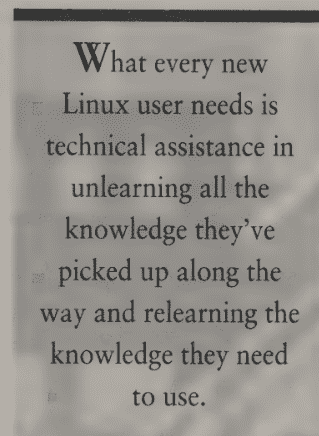 What every new
Linux user needs is
technical assistance in
unlearning all the
knowledge they've
picked up along the
way and relearning the
knowledge they need
to use.